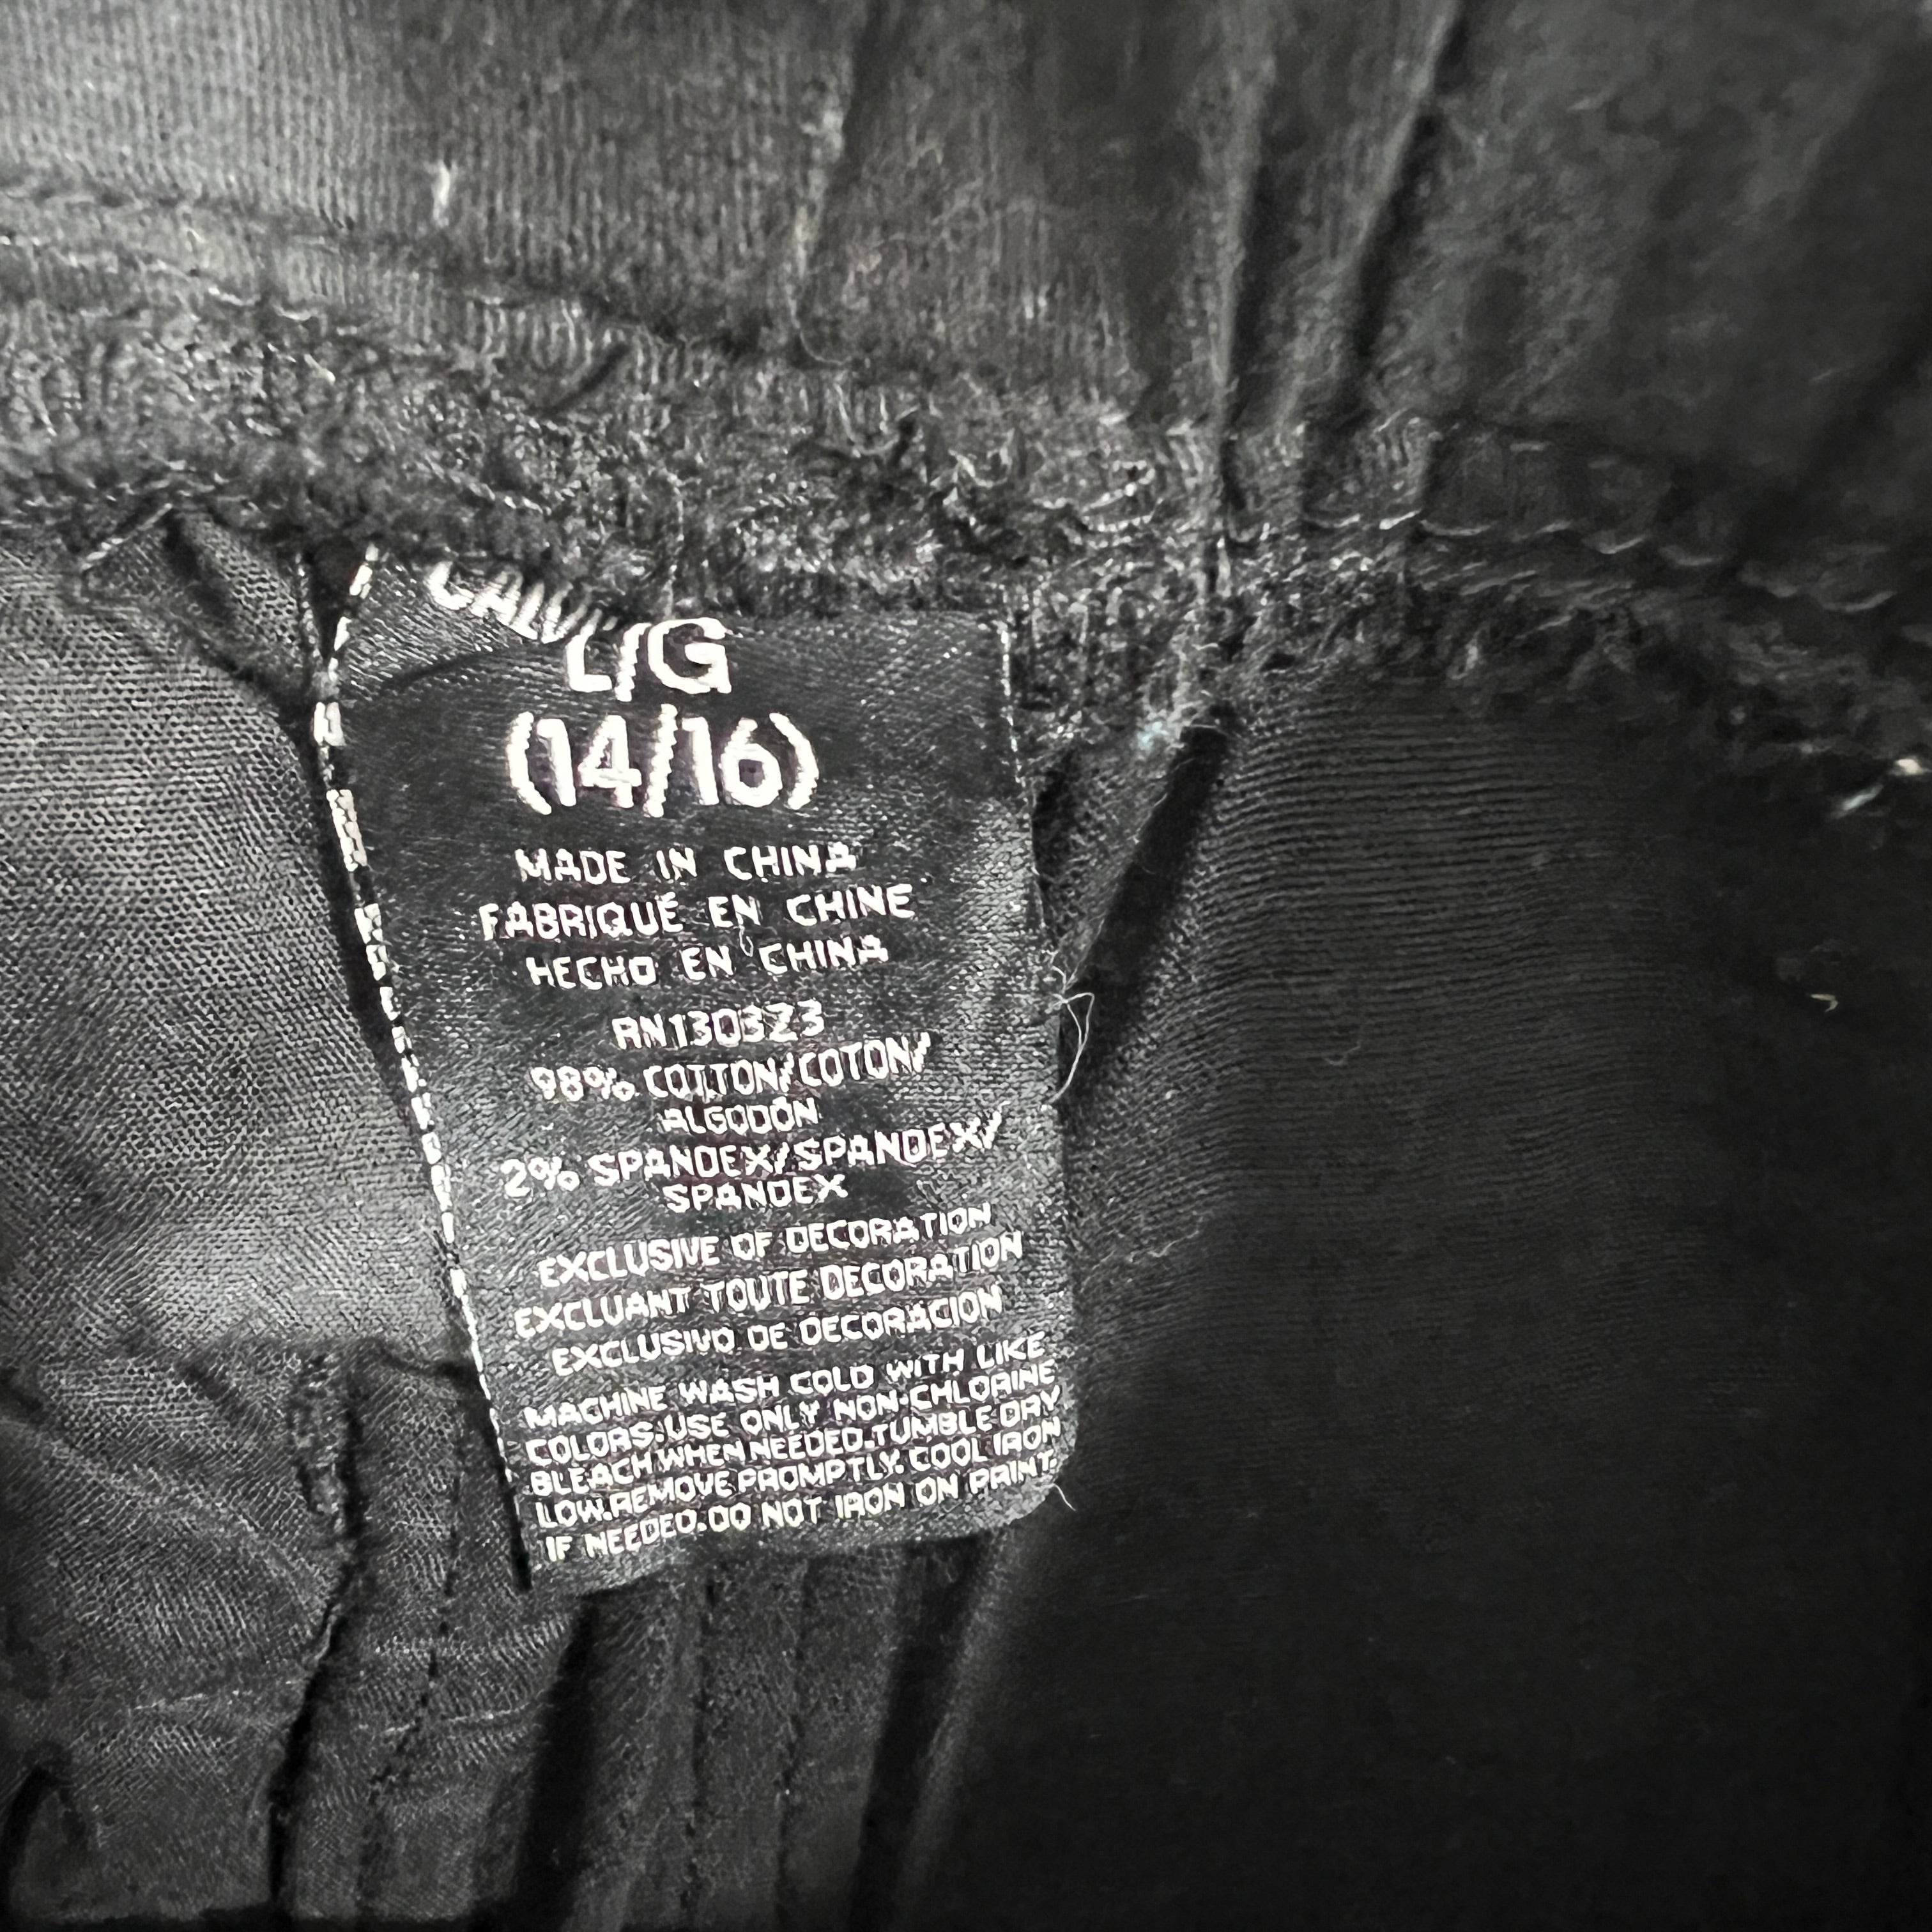 CALVI
L/G
(14/16)
MADE IN CHINA
FABRIQUÉ EN CHINE
HECHO EN CHINA
RN130323
98% COTTON/COTON/
ALGODÓN
2% SPANDEX/SPANDEX/
SPANDEX
EXCLUSIVE OF DECORATION
EXCLUANT TOUTE DECORATION
EXCLUSIVO DE DECORACION
MACHINE WASH COLD WITH LIKE
COLORS.USE ONLY NON-CHLORINE
BLEACH WHEN NEEDED.TUMBLE DRY
LOW.REMOVE PROMPTLY. COOL IRON
IF NEEDED.DO NOT IRON ON PRINT.